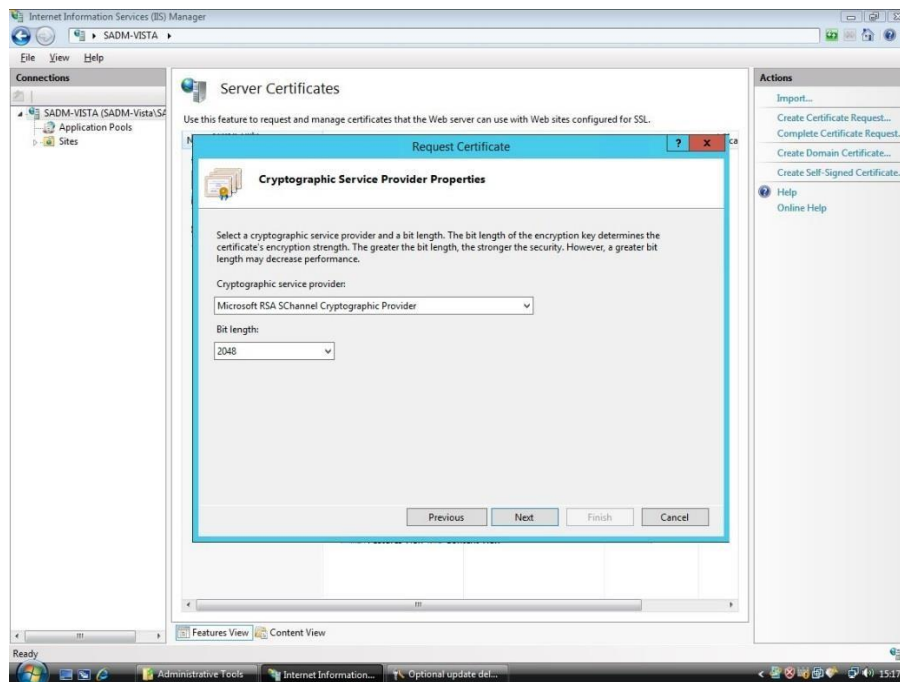 Internet Information Services (IIS) Manager
SADM-VISTA
File View Help
Connections
SADM-VISTA (SADM-Vista\SA
Application Pools
Sites
Server Certificates
Use this feature to request and manage certificates that the Web server can use with Web sites configured for SSL.
Request Certificate
? x
Cryptographic Service Provider Properties
Select a cryptographic service provider and a bit length. The bit length of the encryption key determines the
certificate's encryption strength. The greater the bit length, the stronger the security. However, a greater bit
length may decrease performance.
Cryptographic service provider:
Microsoft RSA SChannel Cryptographic Provider
Bit length:
2048
Previous Next Finish Cancel
Features View Content View
Actions
Import...
Create Certificate Request...
Complete Certificate Request.
Create Domain Certificate...
Create Self-Signed Certificate.
Help
Online Help
Ready
Administrative Tools Internet Information... Optional update del... 15:17